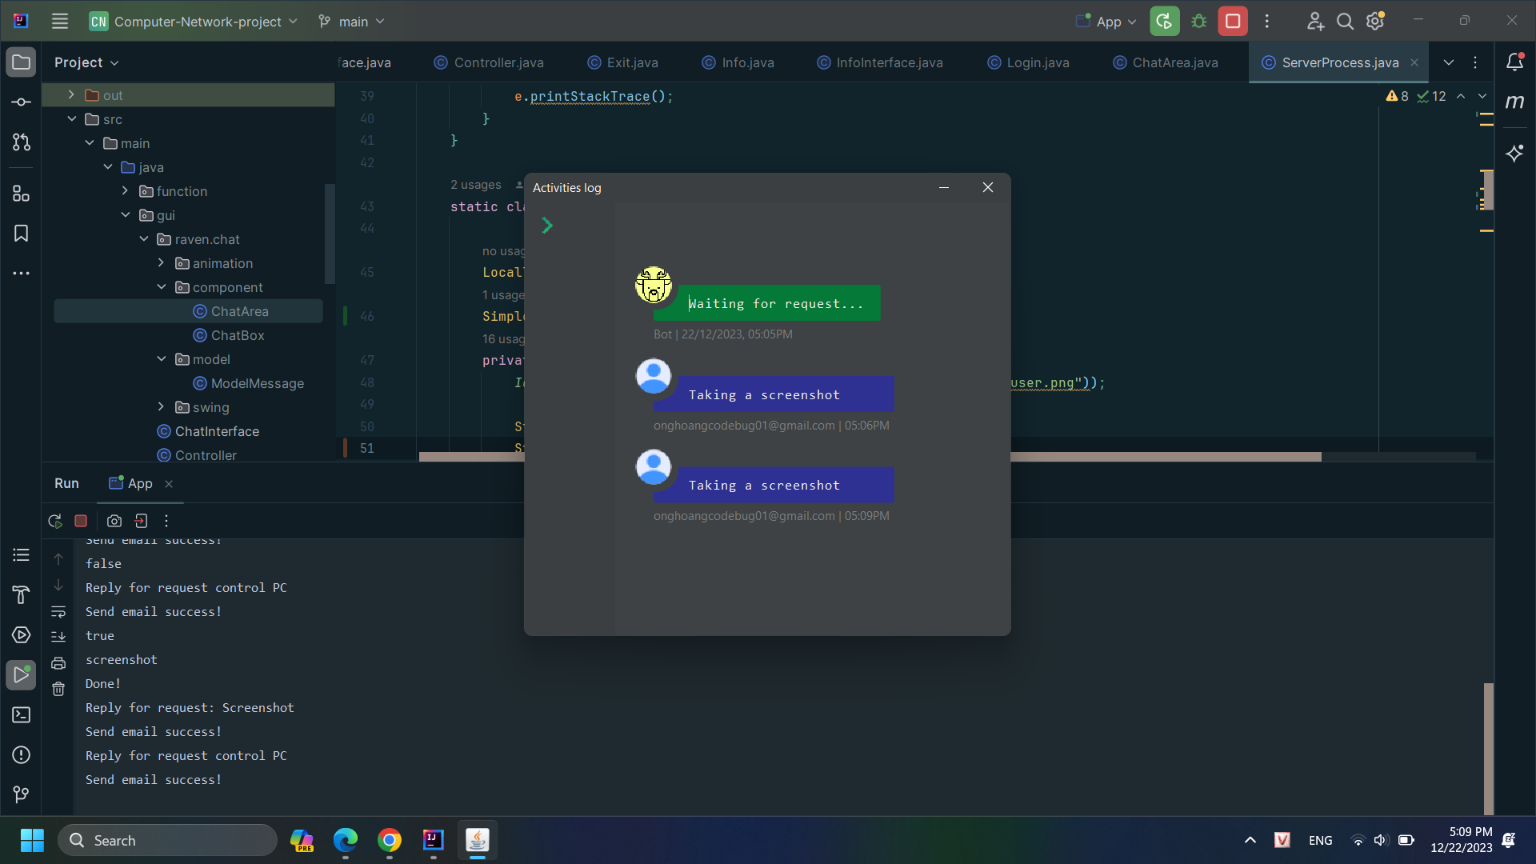 CN Computer-Network-project
main
App
Project
face.java
Controller.java
Exit.java
Info.java
InfoInterface.java
Login.java
ChatArea.java
ServerProcess.java
out
src
main
java
function
gui
raven.chat
animation
component
ChatArea
ChatBox
model
ModelMessage
swing
ChatInterface
Controller
8
12
39 e.printStackTrace();
40 }
41 }
42
2 usages
43 static cla
44
no usag
45 Local
1 usage
46 Simple
16 usag
47 privat
48 user.png"));
49
50
51
Activities log
Waiting for request...
Bot | 22/12/2023, 05:05PM
Taking a screenshot
onghoangcodebug01@gmail.com | 05:06PM
Taking a screenshot
onghoangcodebug01@gmail.com | 05:09PM
Run
App
Send email success!
false
Reply for request control PC
Send email success!
true
screenshot
Done!
Reply for request: Screenshot
Send email success!
Reply for request control PC
Send email success!
Search
PRE
ENG
5:09 PM
12/22/2023